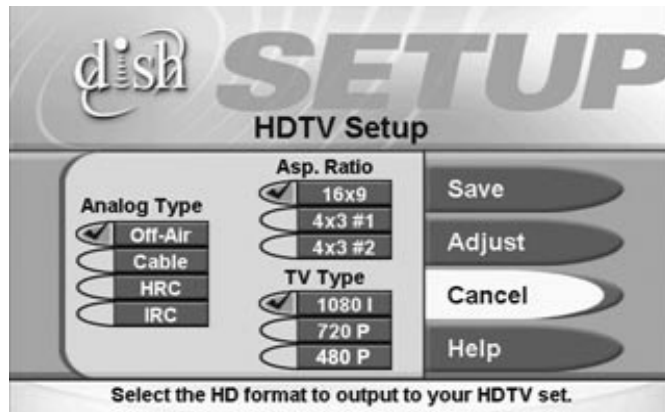 dish
SETUP
HDTV Setup
Analog Type
Off-Air
Cable
HRC
IRC
Asp. Ratio
16x9
4x3 #1
4x3 #2
TV Type
1080 I
720 P
480 P
Save
Adjust
Cancel
Help
Select the HD format to output to your HDTV set.